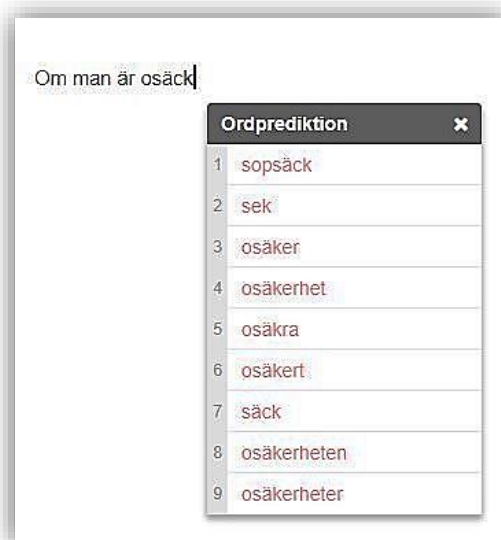 Om man är osäck
Ordprediktion ✖
1 sopsäck
2 sek
3 osäker
4 osäkerhet
5 osäkra
6 osäkert
7 säck
8 osäkerheten
9 osäkerheter